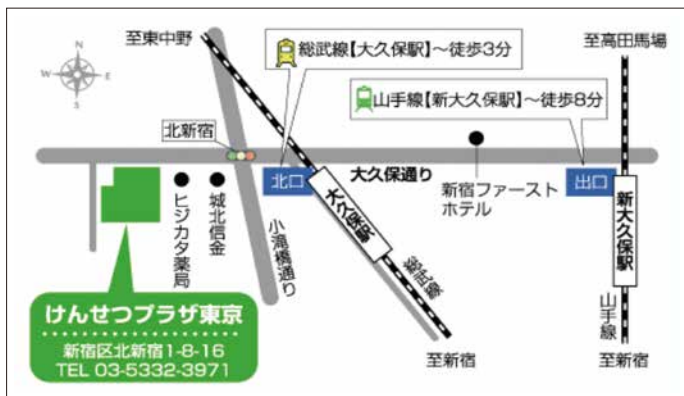 至東中野
総武線【大久保駅】～徒歩3分
至高田馬場
N
W
E
S
山手線【新大久保駅】～徒歩8分
北新宿
大久保通り
北口
出口
新宿ファースト
ホテル
ヒジカタ薬局
城北信金
小滝橋通り
大久保駅
総武線
新大久保駅
山手線
けんせつプラザ東京
新宿区北新宿1-8-16
TEL 03-5332-3971
至新宿
至新宿